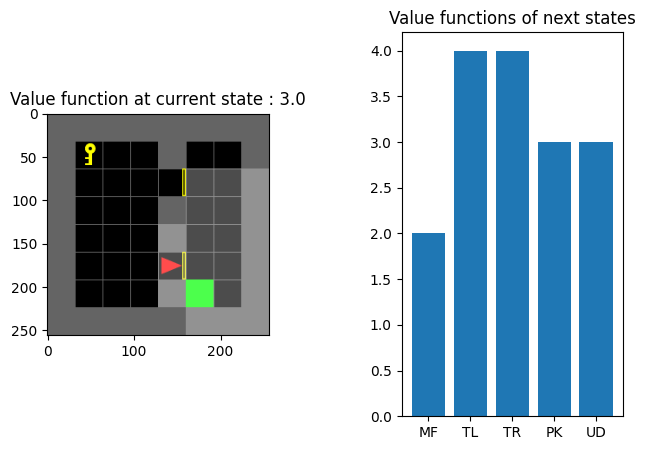 Value function at current state : 3.0
0
50
100
150
200
250
0
100
200
Value functions of next states
4.0
3.5
3.0
2.5
2.0
1.5
1.0
0.5
0.0
MF
TL
TR
PK
UD